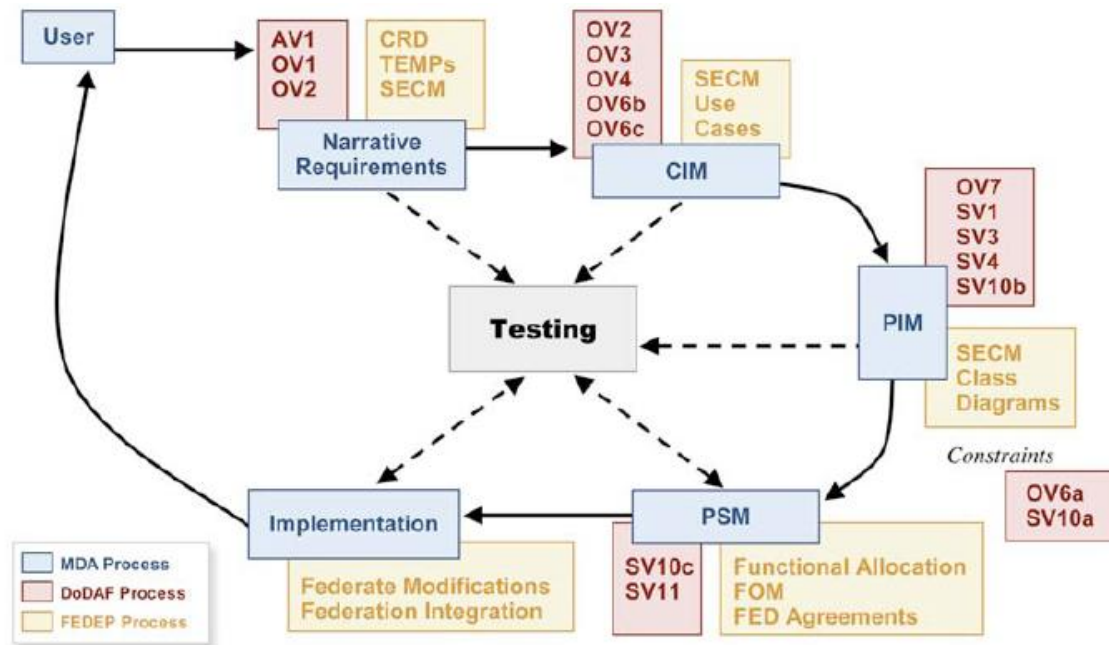 User
AV1
OV1
OV2
CRD
TEMPs
SECM
Narrative
Requirements
OV2
OV3
OV4
OV6b
OV6c
SECM
Use
Cases
CIM
OV7
SV1
SV3
SV4
SV10b
PIM
SECM
Class
Diagrams
Testing
Constraints
OV6a
SV10a
PSM
SV10c
SV11
Functional Allocation
FOM
FED Agreements
Implementation
Federate Modifications
Federation Integration
MDA Process
DoDAF Process
FEDEP Process